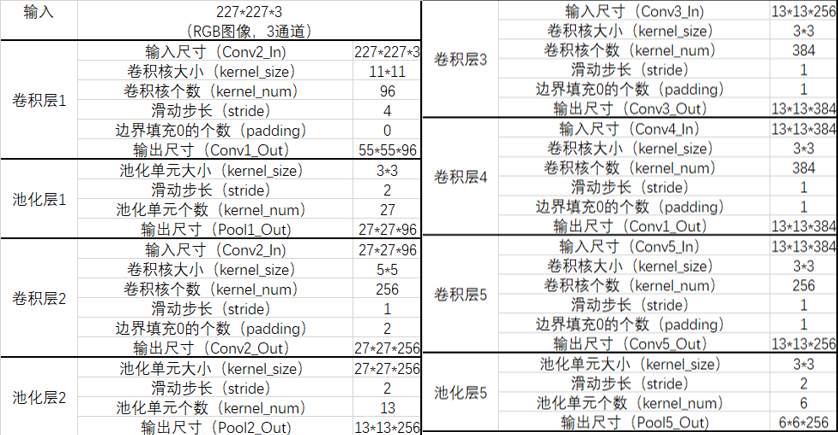 输入 227*227*3
（RGB图像，3通道）
卷积层1
输入尺寸（Conv2_In） 227*227*3
卷积核大小（kernel_size） 11*11
卷积核个数（kernel_num） 96
滑动步长（stride） 4
边界填充0的个数（padding） 0
输出尺寸（Conv1_Out） 55*55*96
池化层1
池化单元大小（kernel_size） 3*3
滑动步长（stride） 2
池化单元个数（kernel_num） 27
输出尺寸（Pool1_Out） 27*27*96
卷积层2
输入尺寸（Conv2_In） 27*27*96
卷积核大小（kernel_size） 5*5
卷积核个数（kernel_num） 256
滑动步长（stride） 1
边界填充0的个数（padding） 2
输出尺寸（Conv2_Out） 27*27*256
池化层2
池化单元大小（kernel_size） 27*27*256
滑动步长（stride） 2
池化单元个数（kernel_num） 13
输出尺寸（Pool2_Out） 13*13*256
卷积层3
输入尺寸（Conv3_In） 13*13*256
卷积核大小（kernel_size） 3*3
卷积核个数（kernel_num） 384
滑动步长（stride） 1
边界填充0的个数（padding） 1
输出尺寸（Conv3_Out） 13*13*384
卷积层4
输入尺寸（Conv4_In） 13*13*384
卷积核大小（kernel_size） 3*3
卷积核个数（kernel_num） 384
滑动步长（stride） 1
边界填充0的个数（padding） 1
输出尺寸（Conv1_Out） 13*13*384
卷积层5
输入尺寸（Conv5_In） 13*13*384
卷积核大小（kernel_size） 3*3
卷积核个数（kernel_num） 256
滑动步长（stride） 1
边界填充0的个数（padding） 1
输出尺寸（Conv5_Out） 13*13*256
池化层5
池化单元大小（kernel_size） 3*3
滑动步长（stride） 2
池化单元个数（kernel_num） 6
输出尺寸（Pool5_Out） 6*6*256